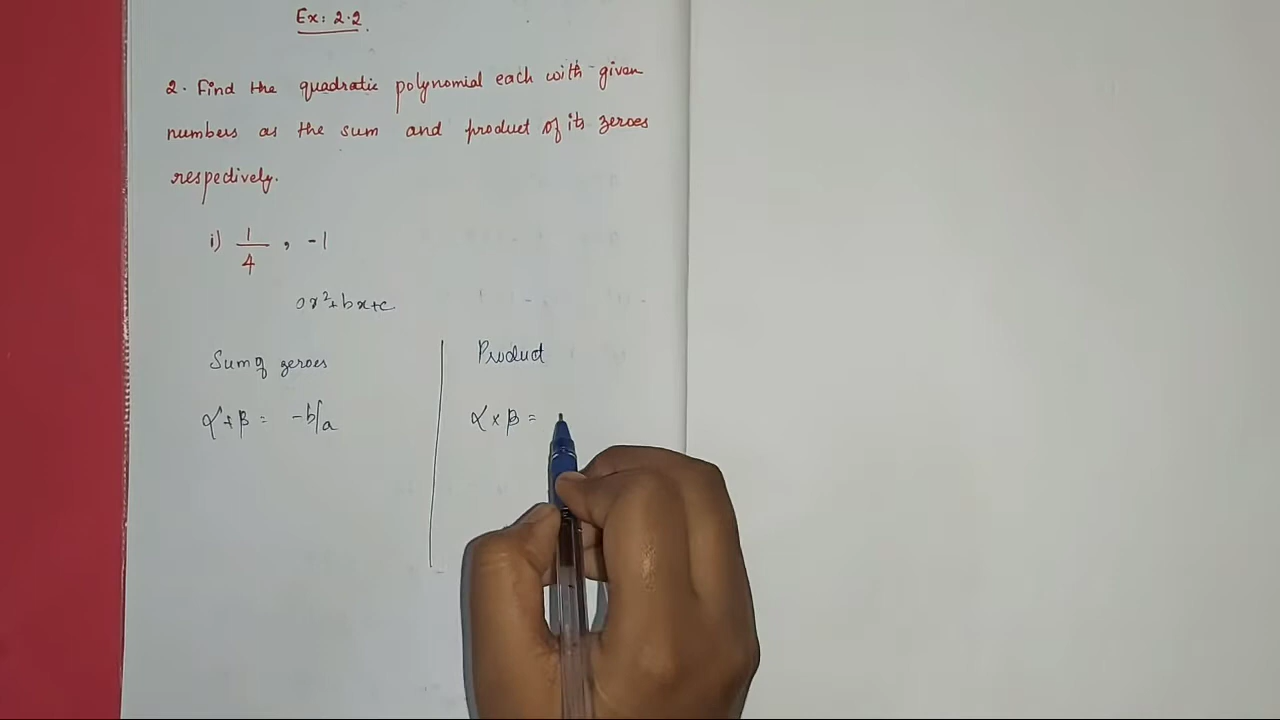 Ex: 2.2.
2. Find the quadratic polynomial each with given
numbers as the sum and product of its zeroes
respectively.
i) 1/4 , -1
ax²+bx+c
Sum of zeroes
Product
α+β = -b/a
α×β =